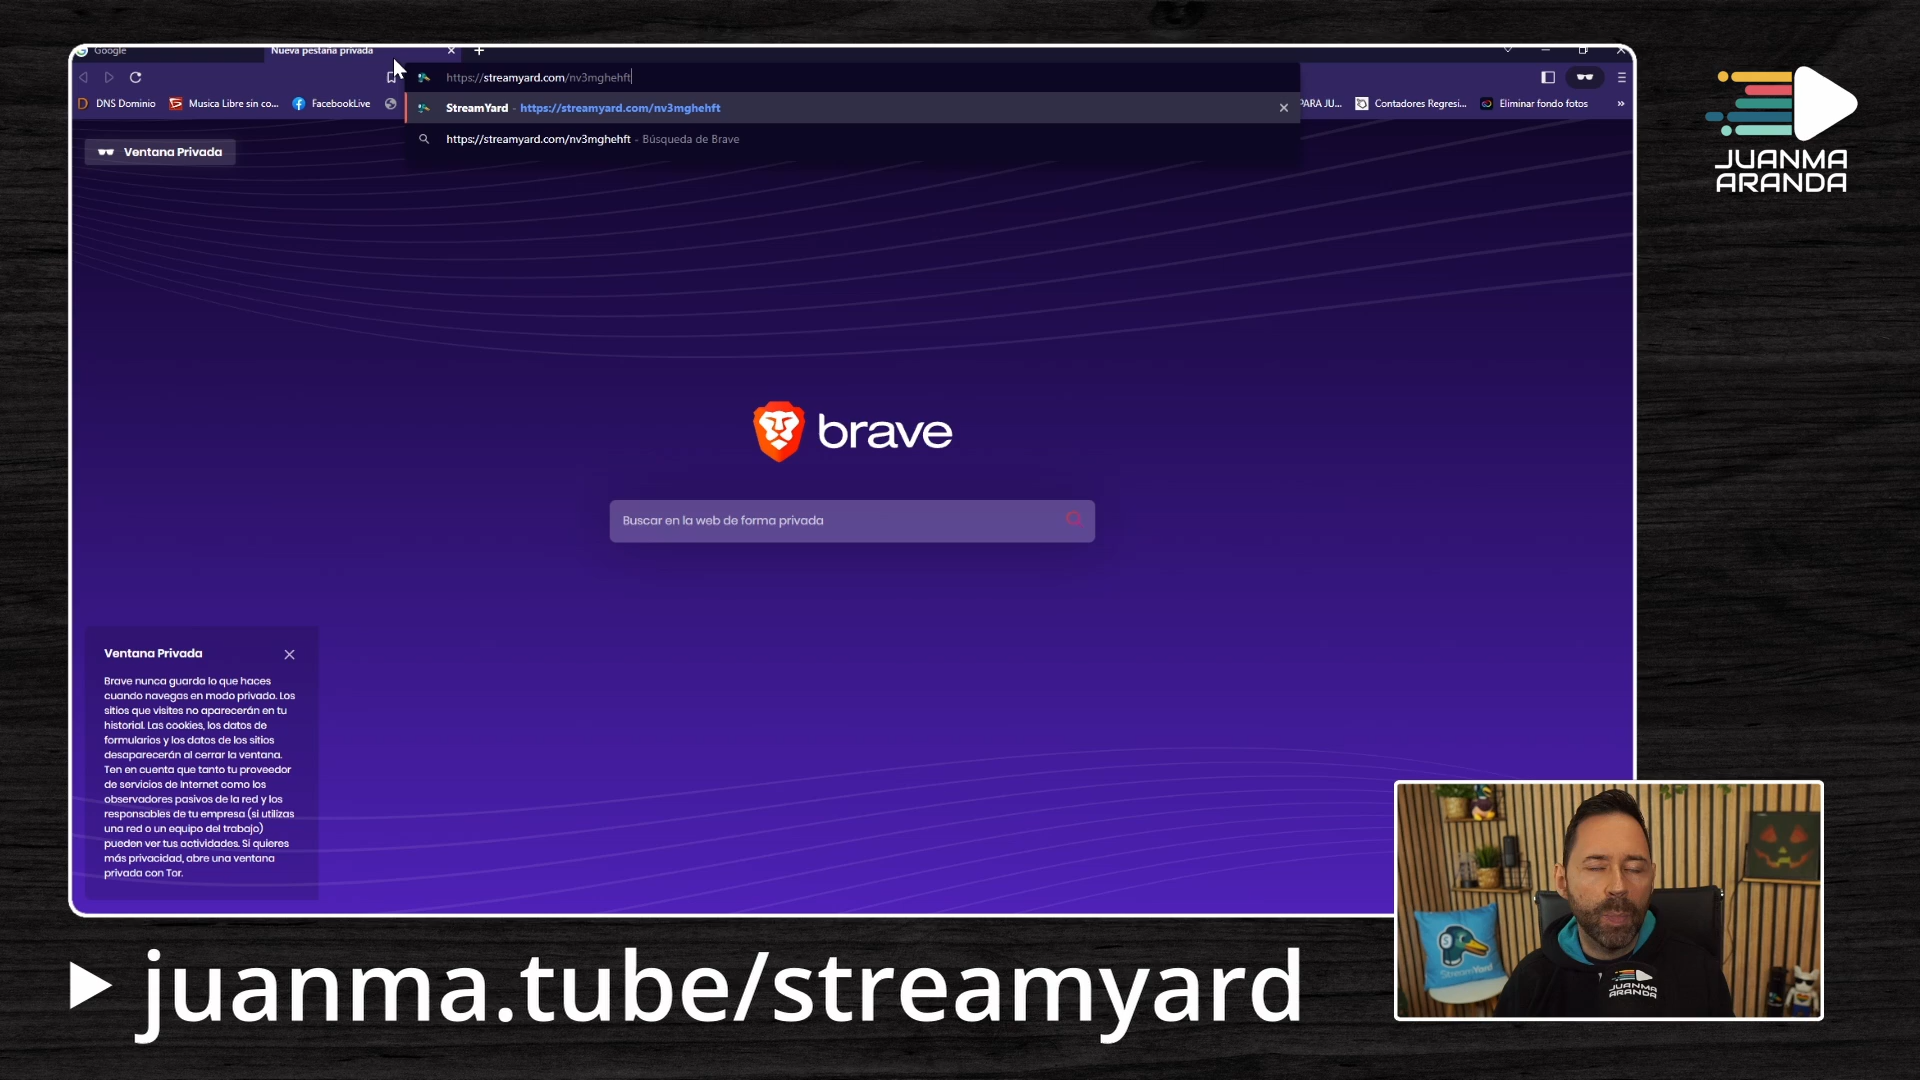 Google
Nueva pestaña privada
https://streamyard.com/nv3mghehft
DNS Dominio
Musica Libre sin co...
FacebookLive
StreamYard - https://streamyard.com/nv3mghehft
PARA JU...
Contadores Regresi...
Eliminar fondo fotos
»
https://streamyard.com/nv3mghehft - Búsqueda de Brave
Ventana Privada
JUANMA
ARANDA
brave
Buscar en la web de forma privada
Ventana Privada
Brave nunca guarda lo que haces
cuando navegas en modo privado. Los
sitios que visites no aparecerán en tu
historial. Las cookies, los datos de
formularios y los datos de los sitios
desaparecerán al cerrar la ventana.
Ten en cuenta que tanto tu proveedor
de servicios de Internet como los
observadores pasivos de la red y los
responsables de tu empresa (si utilizas
una red o un equipo del trabajo)
pueden ver tus actividades. Si quieres
más privacidad, abre una ventana
privada con Tor.
StreamYard
JUANMA
ARANDA
juanma.tube/streamyard